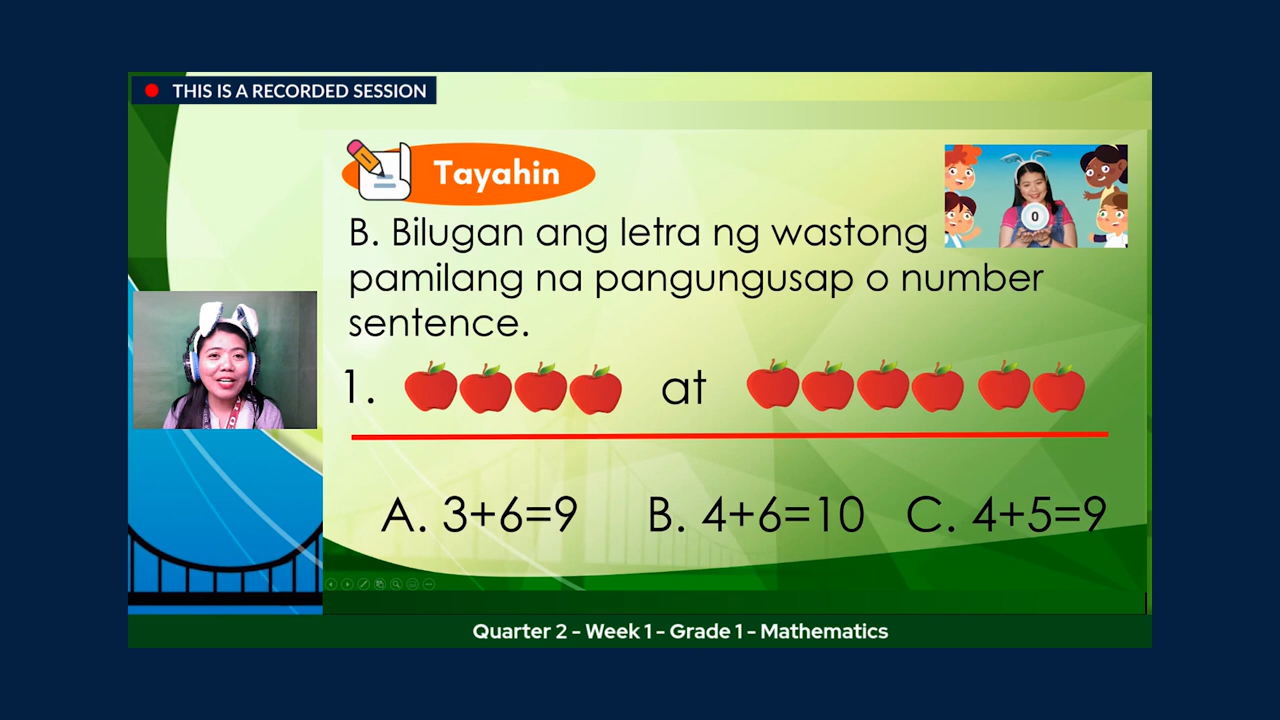 THIS IS A RECORDED SESSION
Tayahin
B. Bilugan ang letra ng wastong
pamilang na pangungusap o number
sentence.
0
1. at
A. 3+6=9 B. 4+6=10 C. 4+5=9
Quarter 2 - Week 1 - Grade 1 - Mathematics